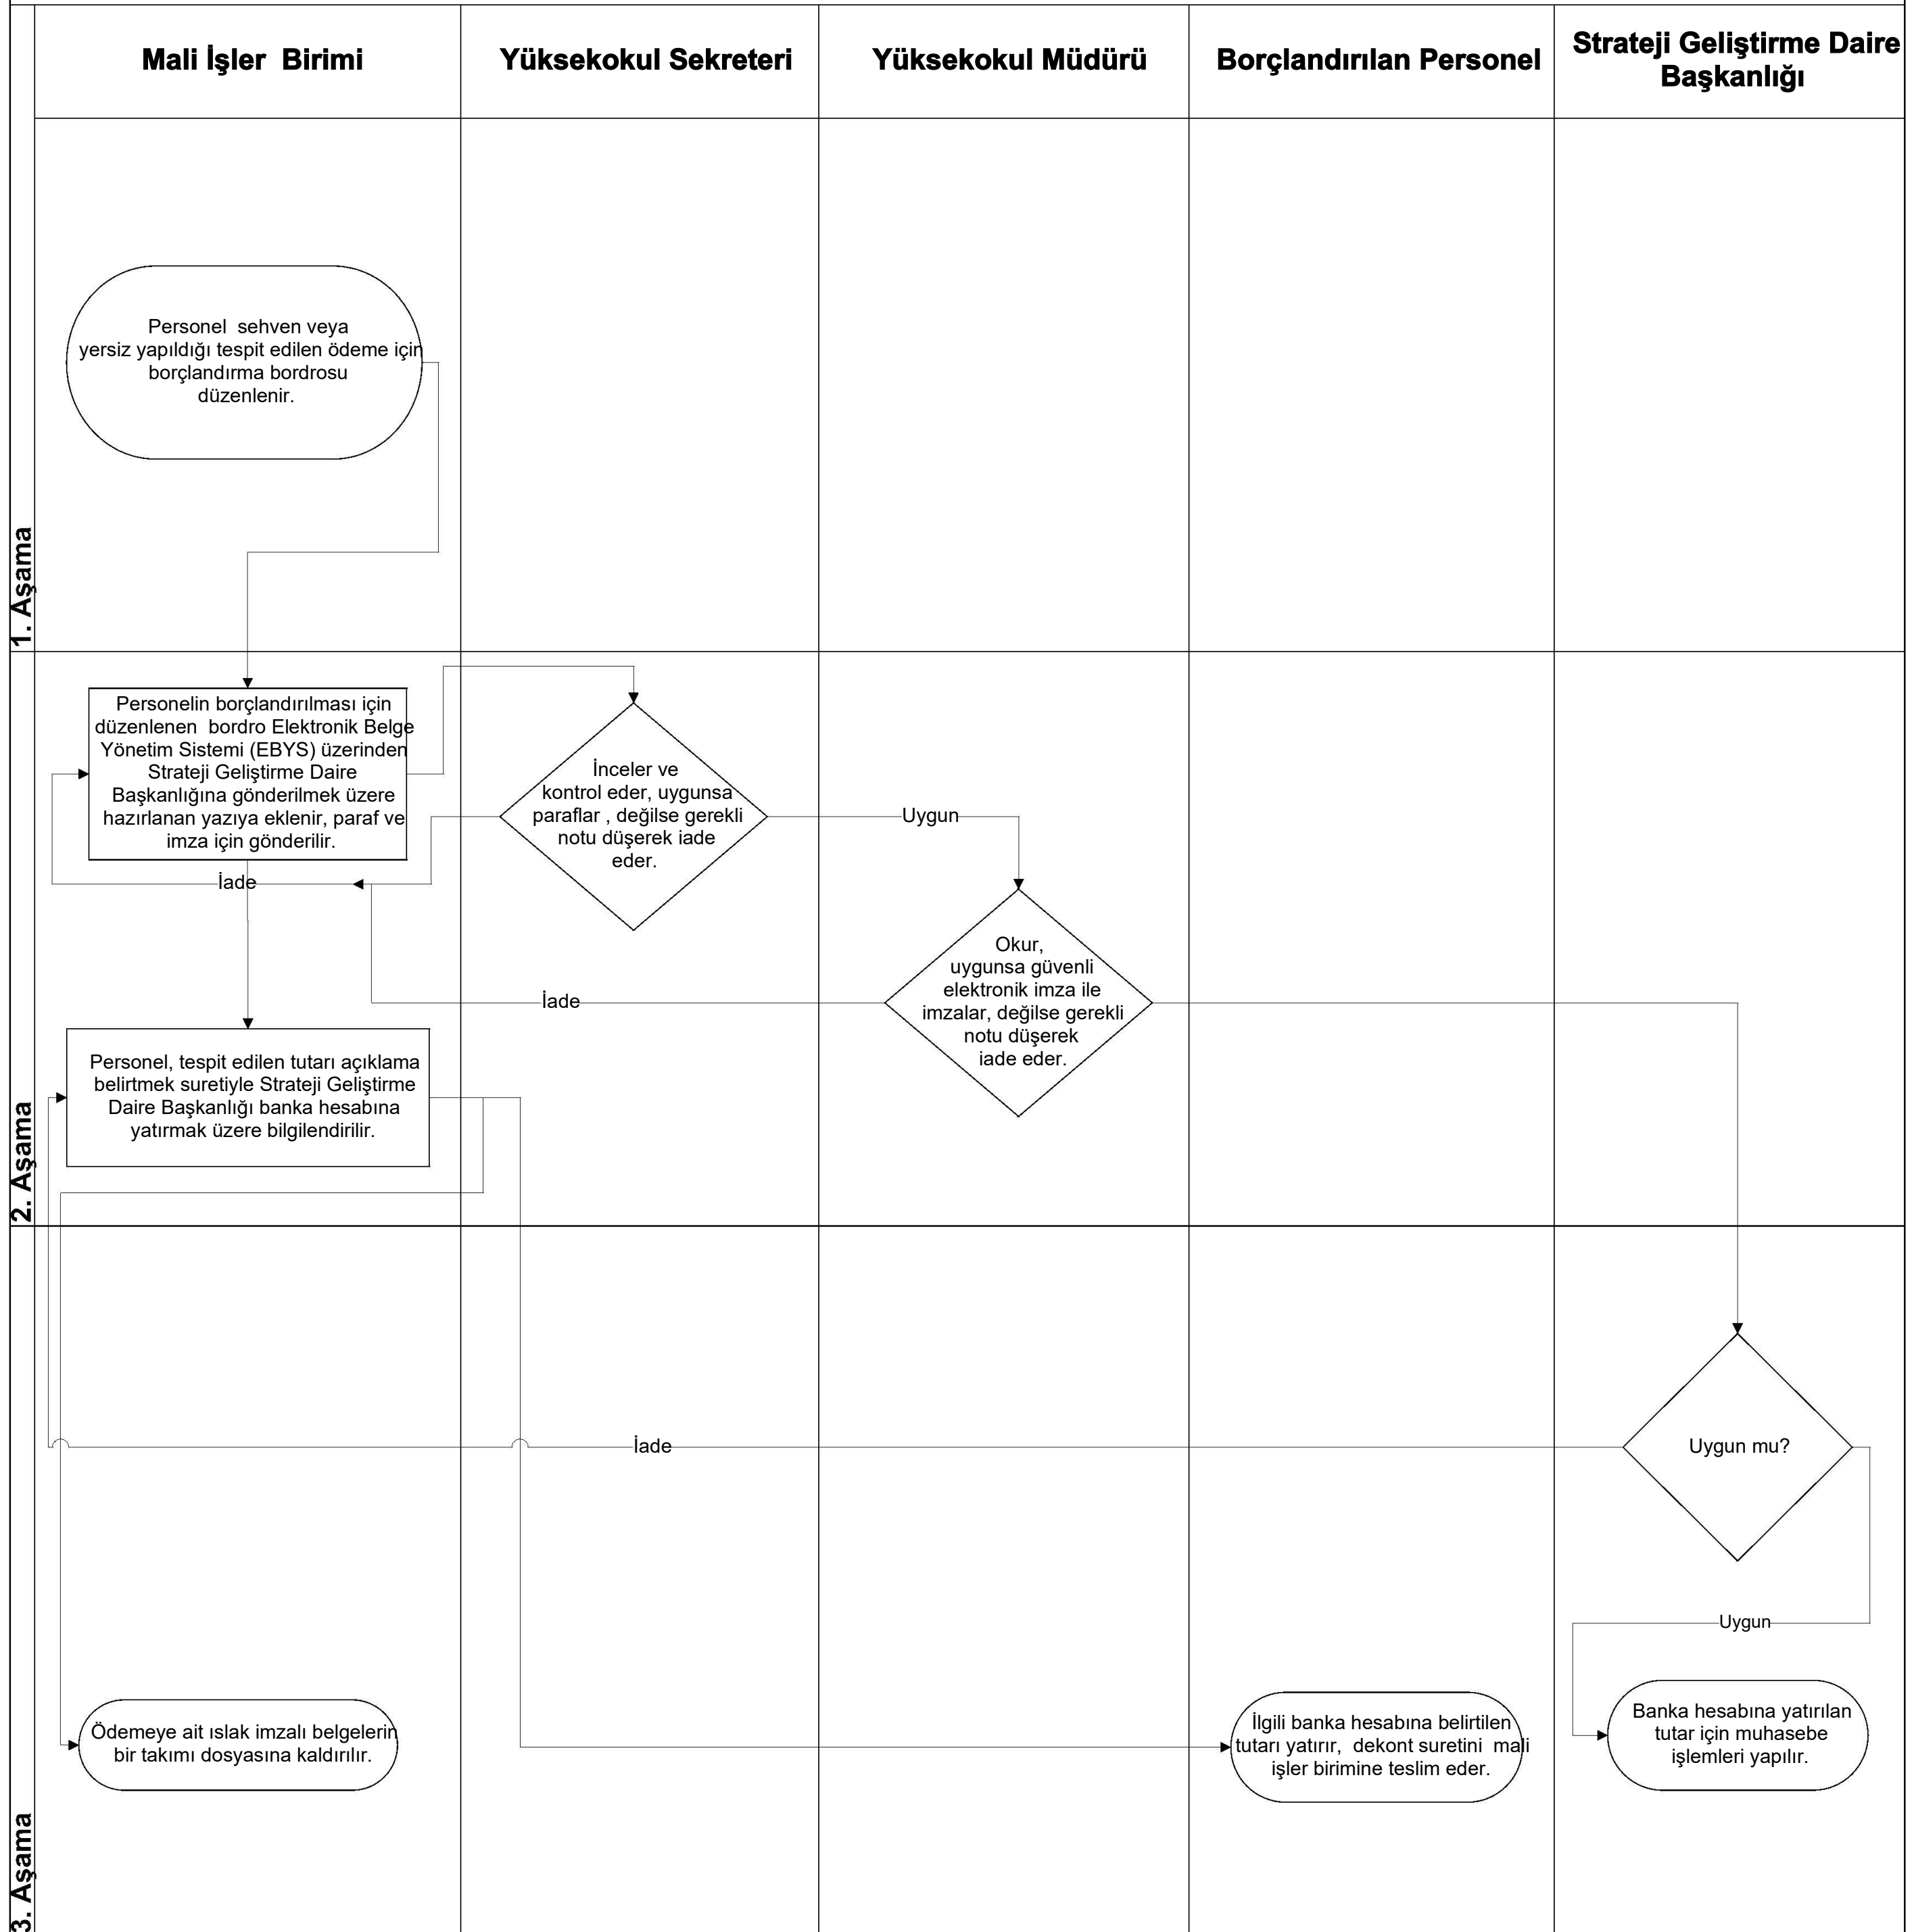 Mali İşler  Birimi
Yüksekokul Sekreteri
Yüksekokul Müdürü
Borçlandırılan Personel
Strateji Geliştirme Daire
Başkanlığı
1. Aşama
Personel  sehven veya
yersiz yapıldığı tespit edilen ödeme için
borçlandırma bordrosu
düzenlenir.
2. Aşama
Personelin borçlandırılması için
düzenlenen  bordro Elektronik Belge
Yönetim Sistemi (EBYS) üzerinden
Strateji Geliştirme Daire
Başkanlığına gönderilmek üzere
hazırlanan yazıya eklenir, paraf ve
imza için gönderilir.
İnceler ve
kontrol eder, uygunsa
paraflar , değilse gerekli
notu düşerek iade
eder.
Uygun
İade
Okur,
uygunsa güvenli
elektronik imza ile
imzalar, değilse gerekli
notu düşerek
iade eder.
İade
Personel, tespit edilen tutarı açıklama
belirtmek suretiyle Strateji Geliştirme
Daire Başkanlığı banka hesabına
yatırmak üzere bilgilendirilir.
3. Aşama
İade
Uygun mu?
Uygun
Ödemeye ait ıslak imzalı belgelerin
bir takımı dosyasına kaldırılır.
İlgili banka hesabına belirtilen
tutarı yatırır,  dekont suretini  mali
işler birimine teslim eder.
Banka hesabına yatırılan
tutar için muhasebe
işlemleri yapılır.